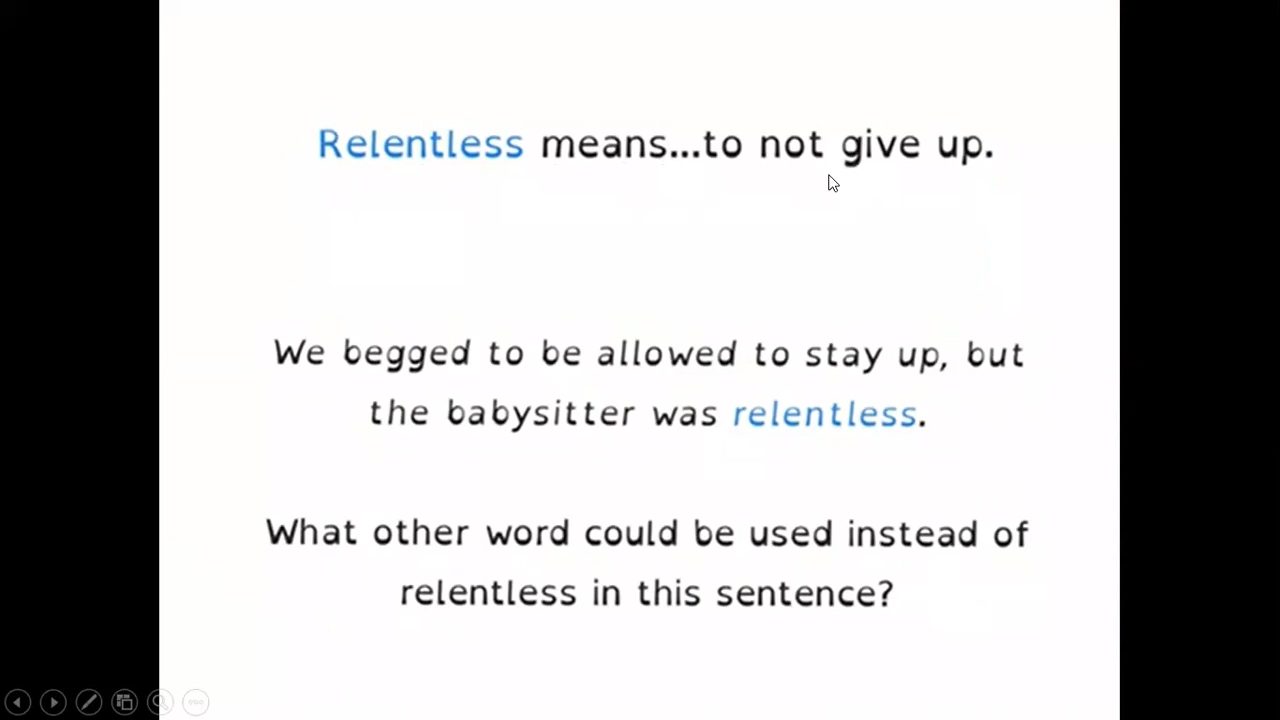 Relentless means...to not give up.
We begged to be allowed to stay up, but
the babysitter was relentless.
What other word could be used instead of
relentless in this sentence?